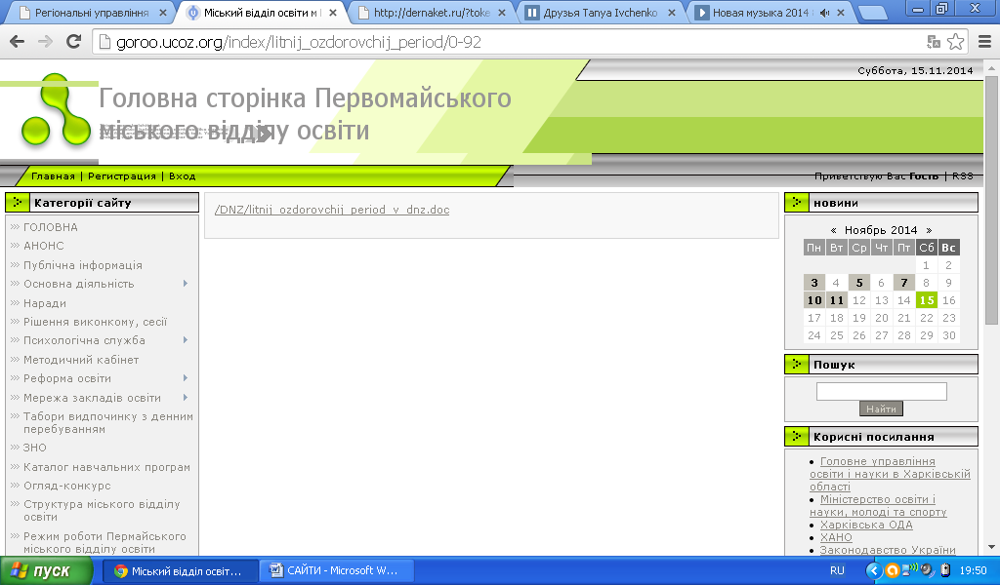 Регіональні управління
Міський відділ освіти м
http://dernaket.ru/?toke
Друзья Tanya Ivchenko
Новая музыка 2014
goroo.ucoz.org/index/litnij_ozdorovchij_period/0-92
Суббота, 15.11.2014
Головна сторінка Первомайського
міського відділу освіти
Главная | Регистрация | Вход
Приветствую Вас Гость | RSS
Категорії сайту
ГОЛОВНА
АНОНС
Публічна інформація
Основна діяльність
Наради
Рішення виконкому, сесії
Психологічна служба
Методичний кабінет
Реформа освіти
Мережа закладів освіти
Табори видпочинку з денним
перебуванням
ЗНО
Каталог навчальних програм
Огляд-конкурс
Структура міського відділу
освіти
Режим роботи Пермайського
міського відділу освіти
/DNZ/litnij_ozdorovchij_period_v_dnz.doc
новини
« Ноябрь 2014 »
Пн Вт Ср Чт Пт Сб Вс
1 2
3 4 5 6 7 8 9
10 11 12 13 14 15 16
17 18 19 20 21 22 23
24 25 26 27 28 29 30
Пошук
Найти
Корисні посилання
Головне управління
освіти і науки в Харківській
області
Міністерство освіти і
науки, молоді та спорту
Харківська ОДА
ХАНО
Законодавство України
пуск
Міський відділ освіт...
САЙТИ - Microsoft W...
RU
19:50